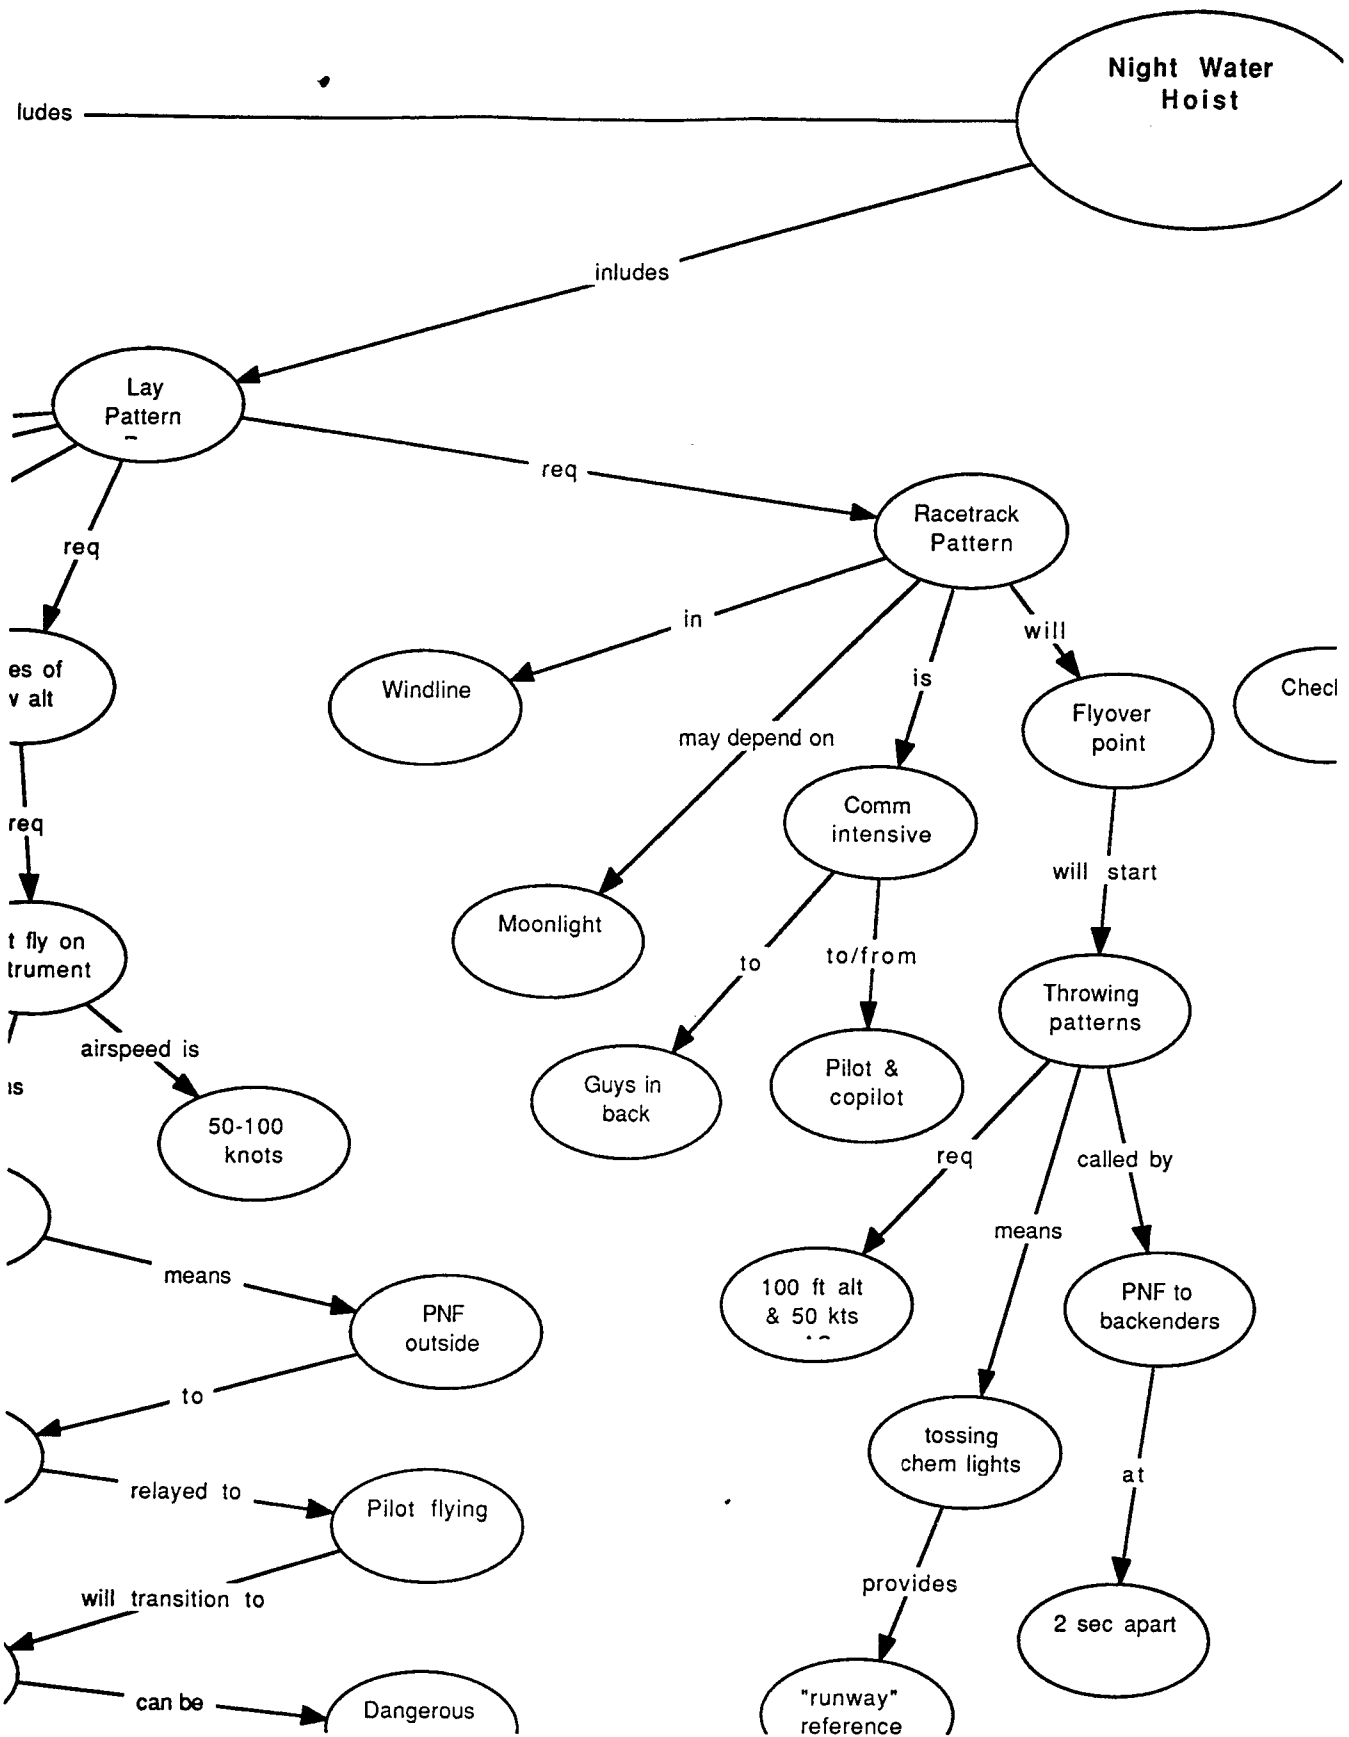 Night Water
Hoist
ludes
inludes
Lay
Pattern
req
req
Racetrack
Pattern
in
will
is
es of
w alt
Windline
Flyover
point
may depend on
Comm
intensive
req
will start
Moonlight
t fly on
trument
to
to/from
Throwing
patterns
airspeed is
Guys in
back
Pilot &
copilot
50-100
knots
req
called by
means
means
100 ft alt
& 50 kts
PNF to
backenders
PNF
outside
to
tossing
chem lights
at
relayed to
Pilot flying
provides
will transition to
2 sec apart
can be
Dangerous
"runway"
reference